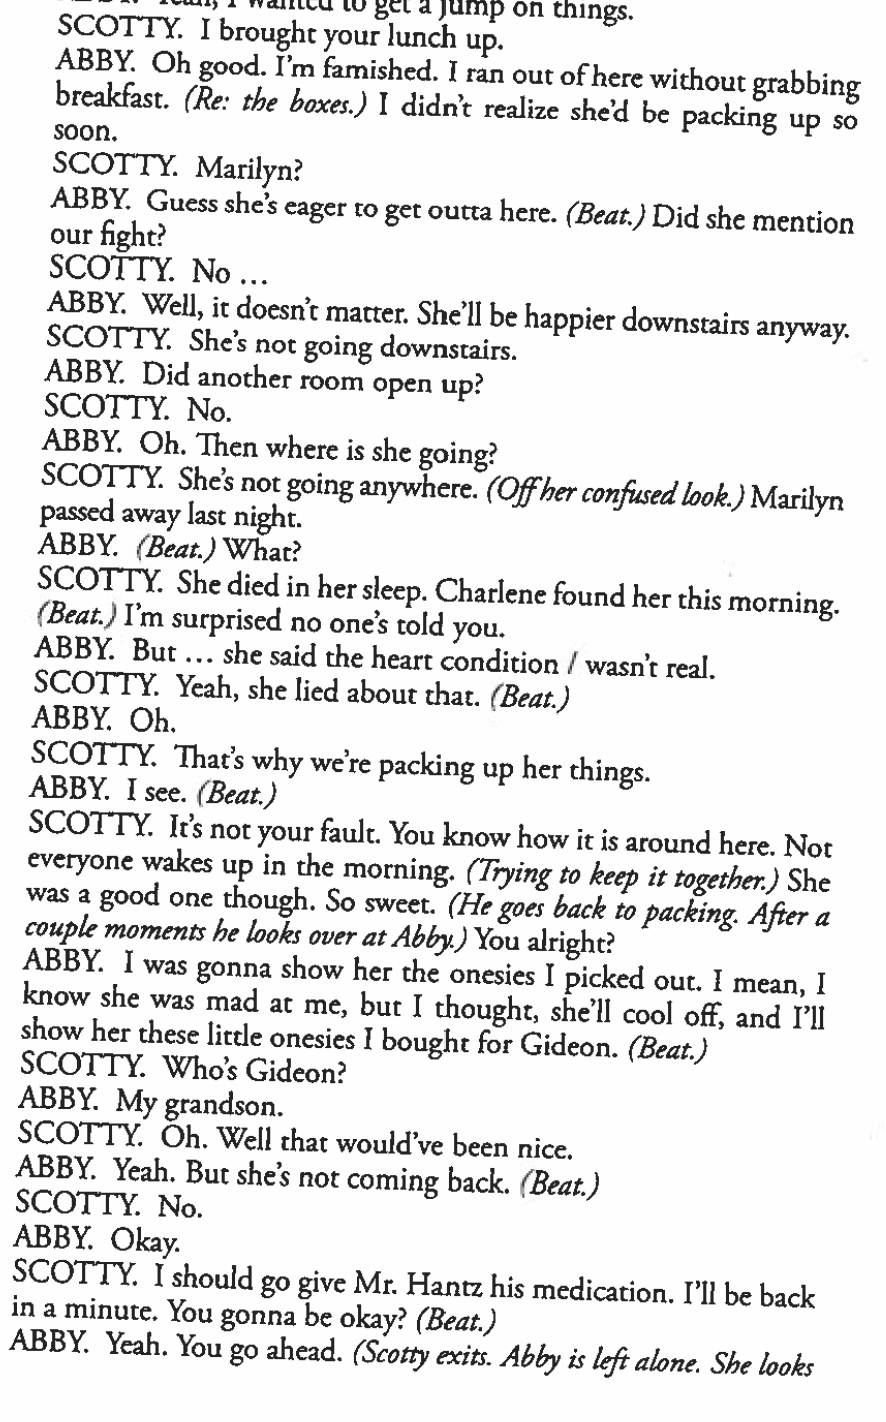 Yeah, I wanted to get a jump on things.
SCOTTY. I brought your lunch up.
ABBY. Oh good. I'm famished. I ran out of here without grabbing
breakfast. (Re: the boxes.) I didn't realize she'd be packing up so
soon.
SCOTTY. Marilyn?
ABBY. Guess she's eager to get outta here. (Beat.) Did she mention
our fight?
SCOTTY. No ...
ABBY. Well, it doesn't matter. She'll be happier downstairs anyway.
SCOTTY. She's not going downstairs.
ABBY. Did another room open up?
SCOTTY. No.
ABBY. Oh. Then where is she going?
SCOTTY. She's not going anywhere. (Off her confused look.) Marilyn
passed away last night.
ABBY. (Beat.) What?
SCOTTY. She died in her sleep. Charlene found her this morning.
(Beat.) I'm surprised no one's told you.
ABBY. But ... she said the heart condition / wasn't real.
SCOTTY. Yeah, she lied about that. (Beat.)
ABBY. Oh.
SCOTTY. That's why we're packing up her things.
ABBY. I see. (Beat.)
SCOTTY. It's not your fault. You know how it is around here. Not
everyone wakes up in the morning. (Trying to keep it together.) She
was a good one though. So sweet. (He goes back to packing. After a
couple moments he looks over at Abby.) You alright?
ABBY. I was gonna show her the onesies I picked out. I mean, I
know she was mad at me, but I thought, she'll cool off, and I'll
show her these little onesies I bought for Gideon. (Beat.)
SCOTTY. Who's Gideon?
ABBY. My grandson.
SCOTTY. Oh. Well that would've been nice.
ABBY. Yeah. But she's not coming back. (Beat.)
SCOTTY. No.
ABBY. Okay.
SCOTTY. I should go give Mr. Hantz his medication. I'll be back
in a minute. You gonna be okay? (Beat.)
ABBY. Yeah. You go ahead. (Scotty exits. Abby is left alone. She looks